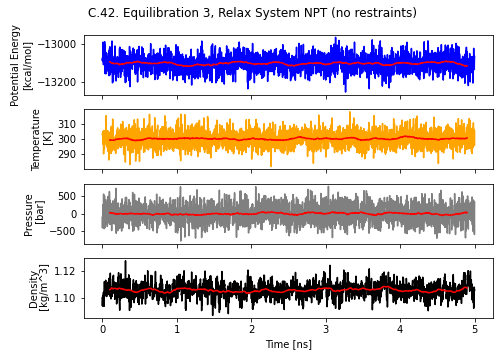 C.42. Equilibration 3, Relax System NPT (no restraints)
Potential Energy
[kcal/mol]
−13000
−13200
Temperature
[K]
310
300
290
Pressure
[bar]
500
0
−500
Density
[kg/m^3]
1.12
1.10
0 1 2 3 4 5
Time [ns]